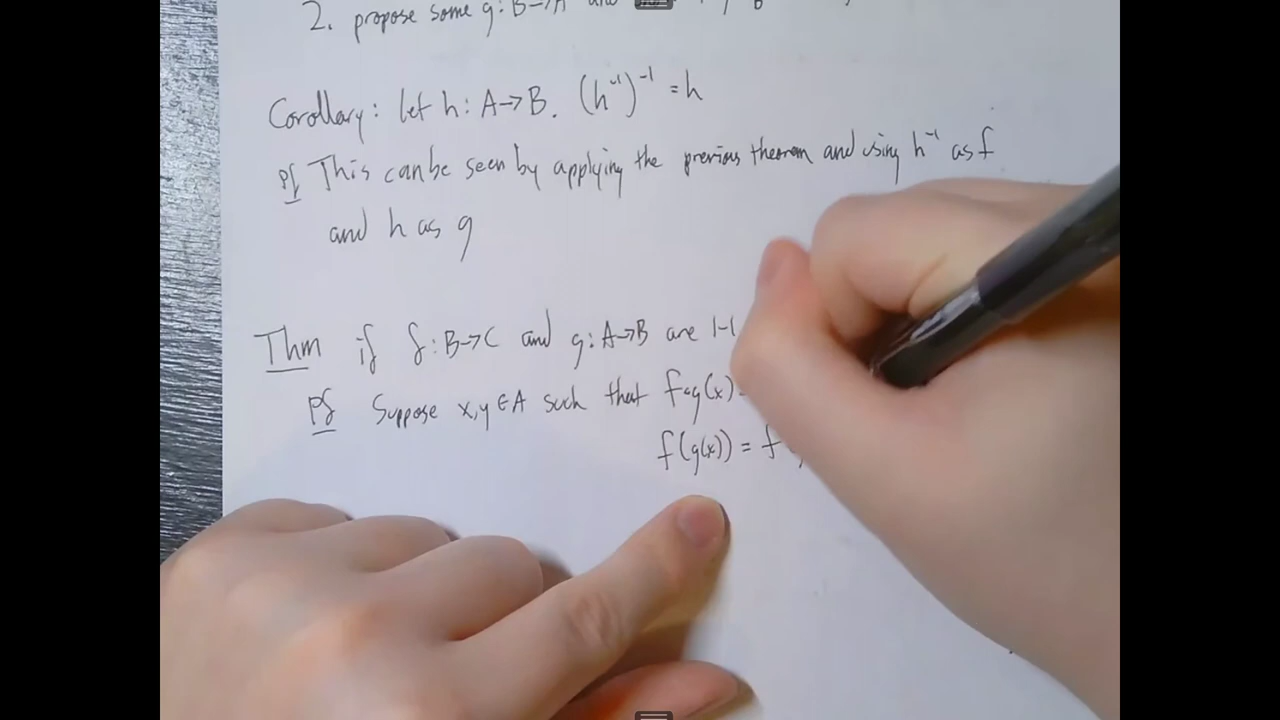 2. propose some g: B→A and
Corollary: let h: A→B. (h⁻¹)⁻¹ = h
Pf This can be seen by applying the previous theorem and using h⁻¹ as f
and h as g
Thm if f: B→C and g: A→B are 1-1
Pf Suppose x,y ∈ A such that f∘g(x)
f(g(x)) = f